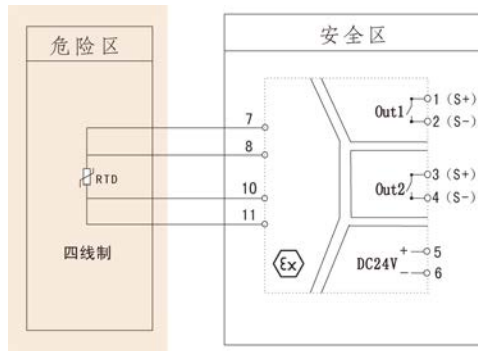 危险区
安全区
7
8
RTD
10
11
四线制
Out1
1 (S+)
2 (S-)
Out2
3 (S+)
4 (S-)
εx
DC24V
+ 5
- 6